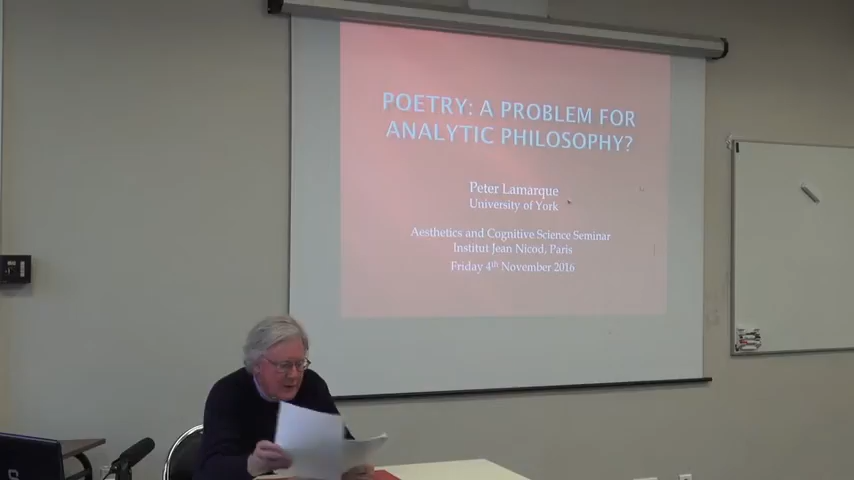 POETRY: A PROBLEM FOR
ANALYTIC PHILOSOPHY?
Peter Lamarque
University of York
Aesthetics and Cognitive Science Seminar
Institut Jean Nicod, Paris
Friday 4th November 2016